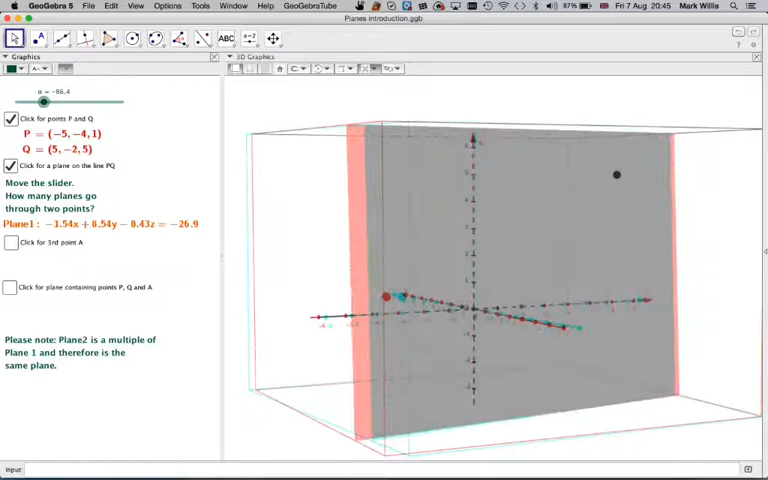 GeoGebra 5 File Edit View Options Tools Window Help GeoGebraTube 87% Fri 7 Aug 20:45 Mark Willis
Planes introduction.ggb
ABC a=2
Graphics
3D Graphics
α = −86.4
Click for points P and Q
P = (−5, −4, 1)
Q = (5, −2, 5)
Click for a plane on the line PQ
Move the slider.
How many planes go
through two points?
Plane1 : −1.54x + 8.54y − 0.43z = −26.9
Click for 3rd point A
Click for plane containing points P, Q and A
Please note: Plane2 is a multiple of
Plane 1 and therefore is the
same plane.
Input: